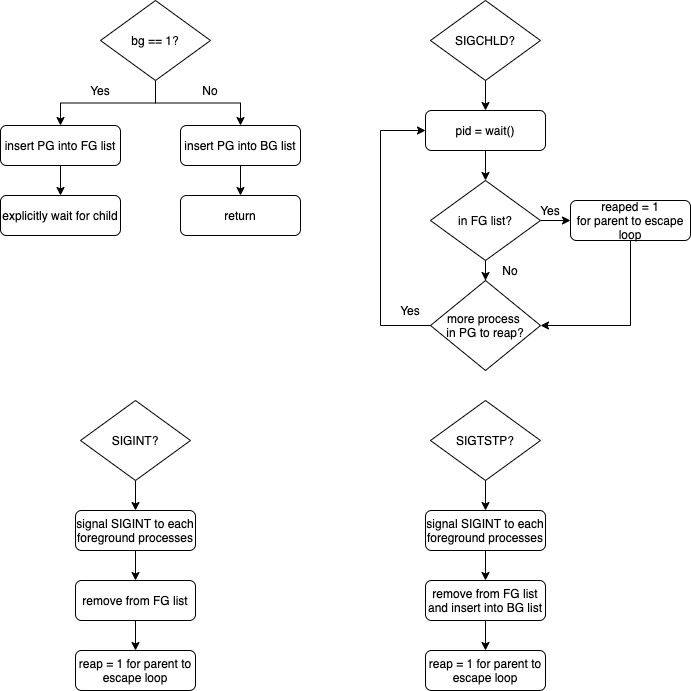 bg == 1?
Yes
No
insert PG into FG list
insert PG into BG list
explicitly wait for child
return
SIGCHLD?
pid = wait()
in FG list?
Yes
reaped = 1
for parent to escape
loop
No
Yes
more process
in PG to reap?
SIGINT?
signal SIGINT to each
foreground processes
remove from FG list
reap = 1 for parent to
escape loop
SIGTSTP?
signal SIGINT to each
foreground processes
remove from FG list
and insert into BG list
reap = 1 for parent to
escape loop